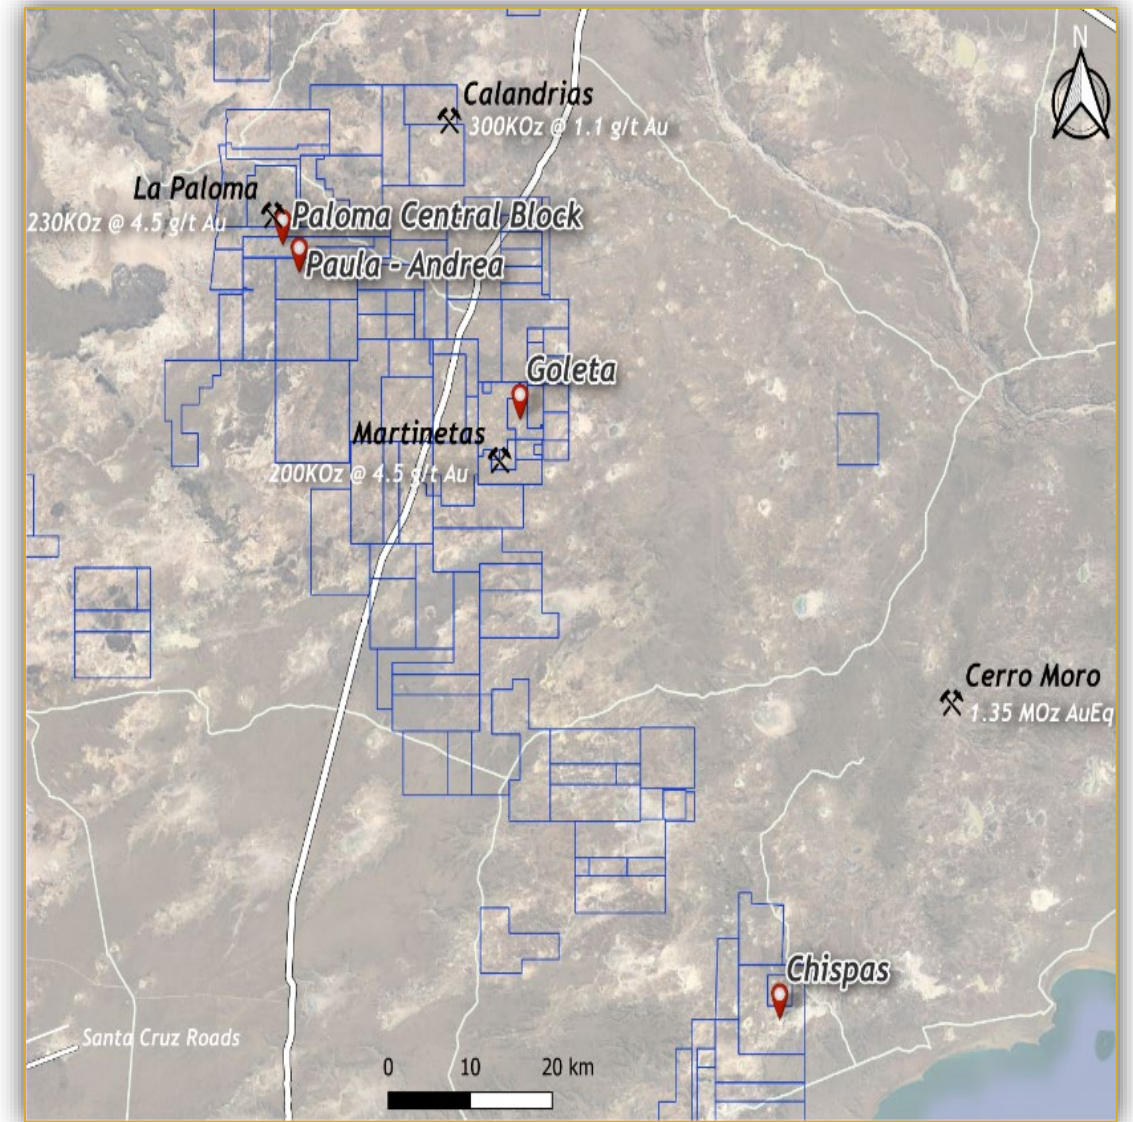 N
Calandrias
300KOz @ 1.1 g/t Au
La Paloma
230KOz @ 4.5 g/t Au
Paloma Central Block
Paula - Andrea
Goleta
Martinetas
200KOz @ 4.5 g/t Au
Cerro Moro
1.35 MOz AuEq
Chispas
Santa Cruz Roads
0 10 20 km